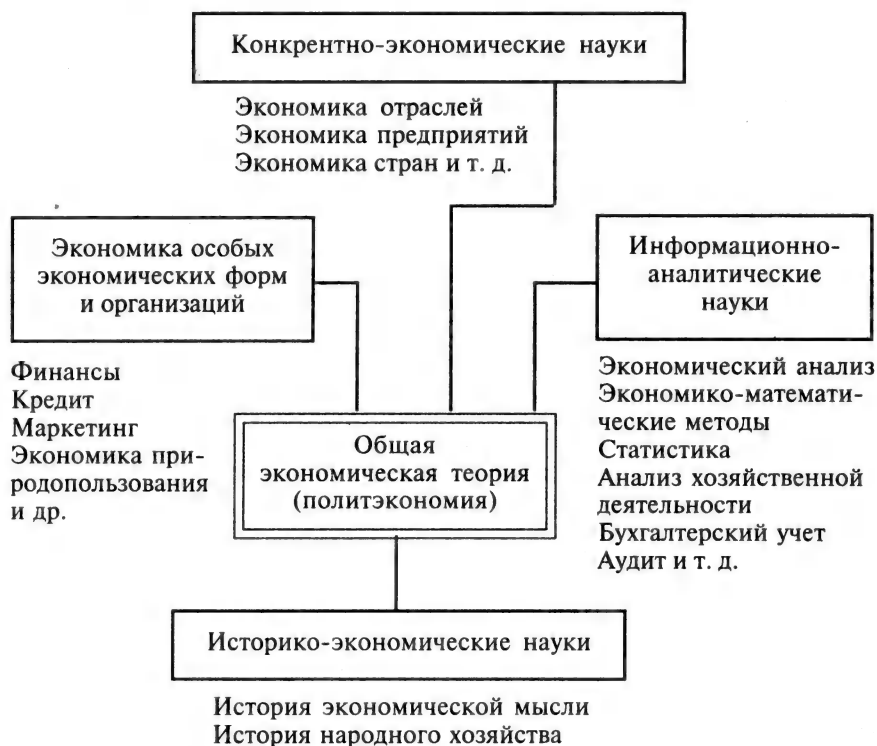 Конкрентно-экономические науки
Экономика отраслей
Экономика предприятий
Экономика стран и т. д.
Экономика особых
экономических форм
и организаций
Финансы
Кредит
Маркетинг
Экономика при-
родопользования
и др.
Информационно-
аналитические
науки
Экономический анализ
Экономико-математи-
ческие методы
Статистика
Анализ хозяйственной
деятельности
Бухгалтерский учет
Аудит и т. д.
Общая
экономическая теория
(политэкономия)
Историко-экономические науки
История экономической мысли
История народного хозяйства